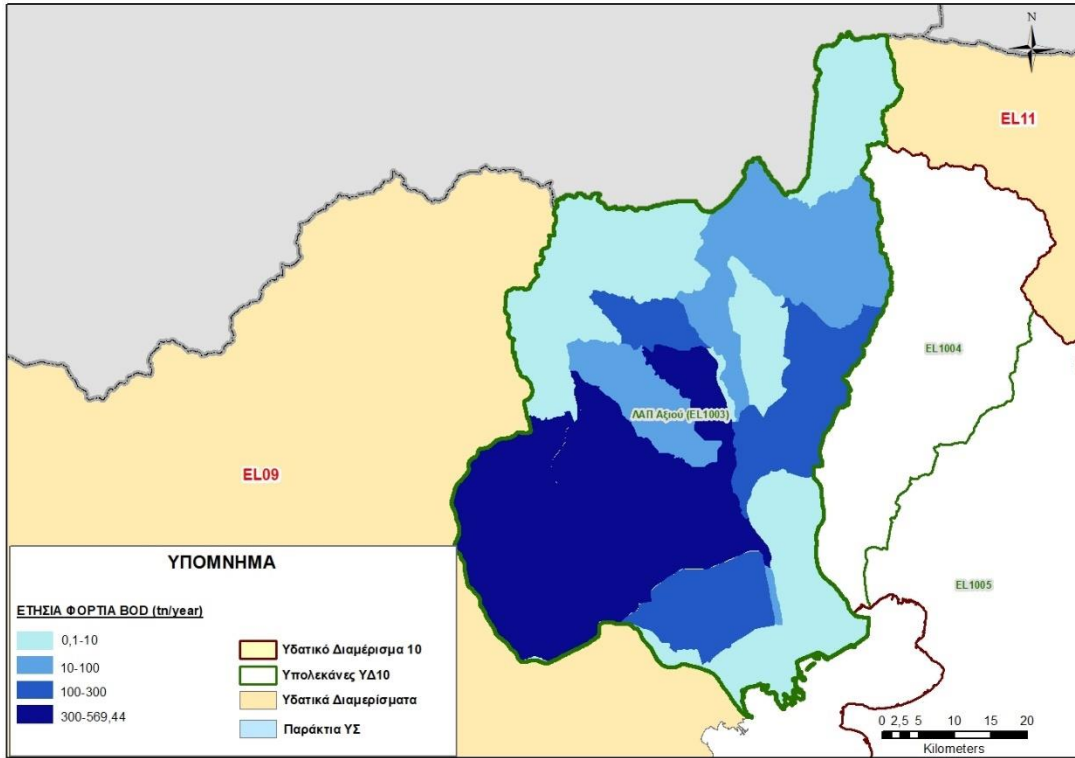 N
EL11
EL1004
ΛΑΠ Αξιού (EL1003)
EL09
EL1005
ΥΠΟΜΝΗΜΑ
ΕΤΗΣΙΑ ΦΟΡΤΙΑ BOD (tn/year)
0,1-10
10-100
100-300
300-569,44
Υδατικό Διαμέρισμα 10
Υπολεκάνες ΥΔ10
Υδατικά Διαμερίσματα
Παράκτια ΥΣ
0 2,5 5 10 15 20
Kilometers